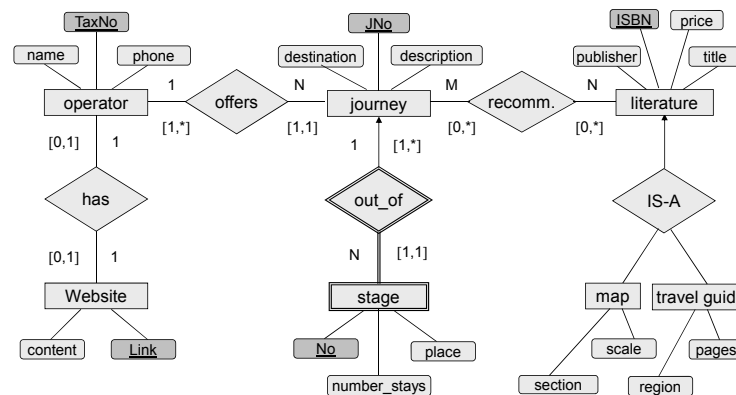 TaxNo
JNo
ISBN
price
name
phone
destination
description
publisher
title
operator
1
offers
N
journey
M
recomm.
N
literature
[1,*]
[1,1]
[0,*]
[0,*]
[0,1]
1
1
[1,*]
has
out_of
IS-A
[0,1]
1
N
[1,1]
Website
stage
map
travel guid
content
Link
No
place
scale
pages
number_stays
section
region